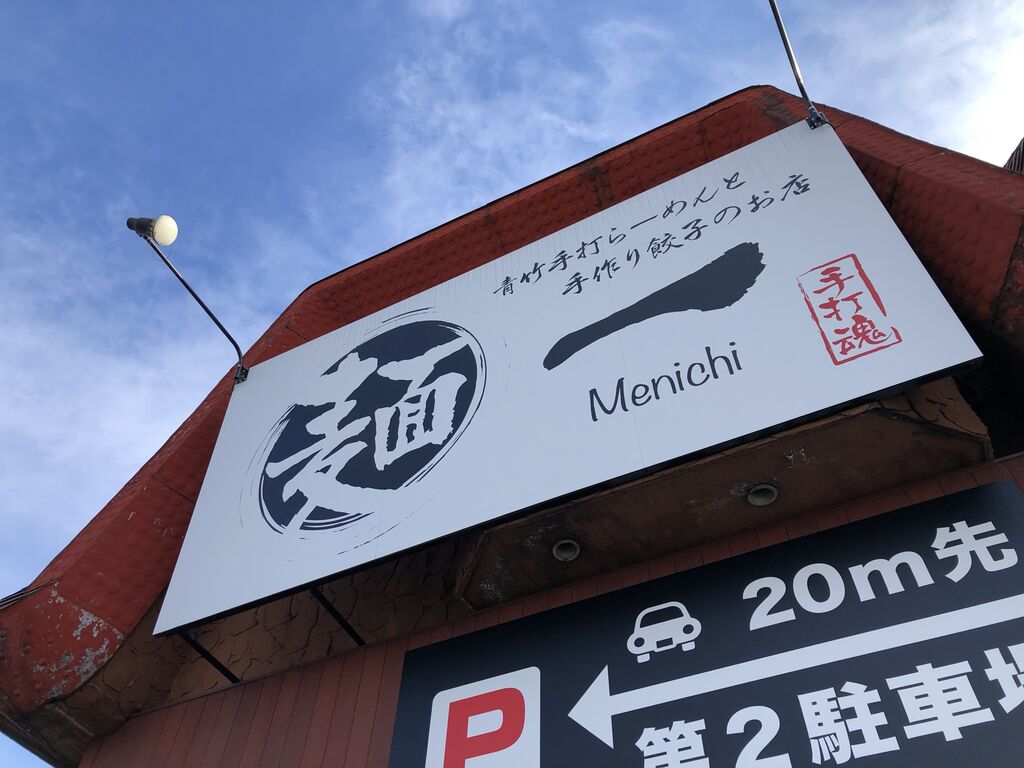 青竹手打らーめんと
手作り餃子のお店
麺一
Menichi
手打魂
20m先
P
第2駐車場